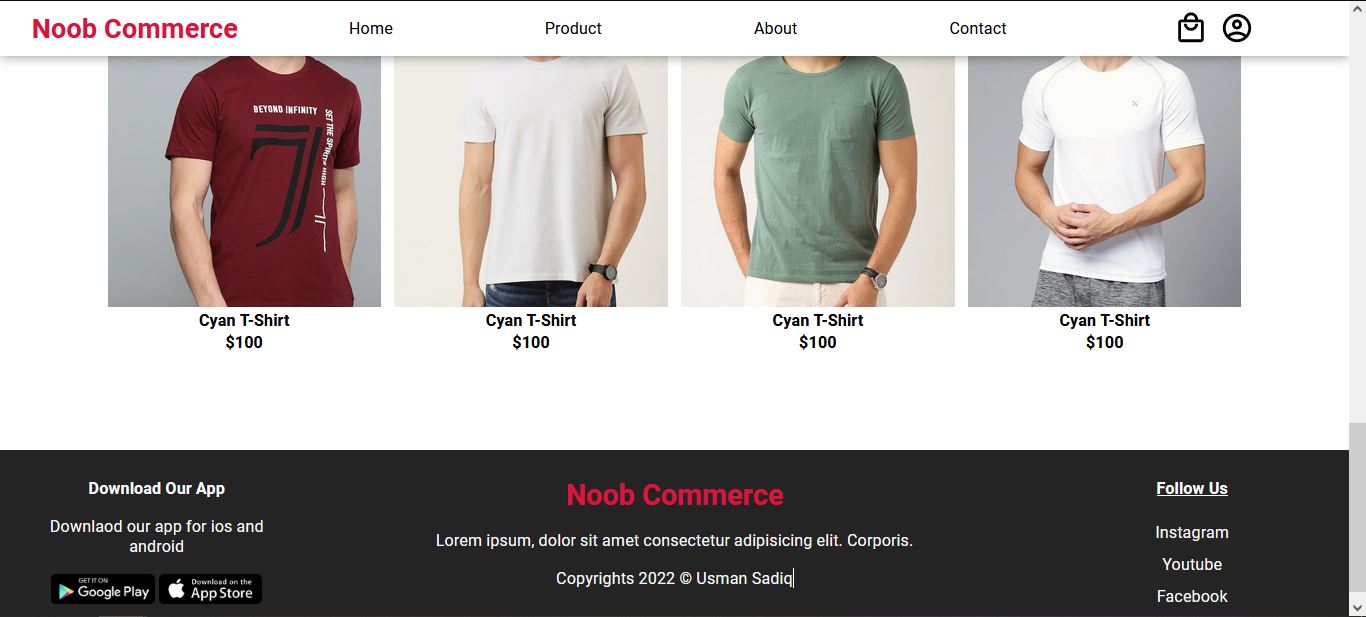 Noob Commerce
Home
Product
About
Contact
BEYOND INFINITY
SET THE SPIRITS HIGH
Cyan T-Shirt
$100
Cyan T-Shirt
$100
Cyan T-Shirt
$100
Cyan T-Shirt
$100
Download Our App
Downlaod our app for ios and
android
GET IT ON
Google Play
Download on the
App Store
Noob Commerce
Lorem ipsum, dolor sit amet consectetur adipisicing elit. Corporis.
Copyrights 2022 © Usman Sadiq
Follow Us
Instagram
Youtube
Facebook